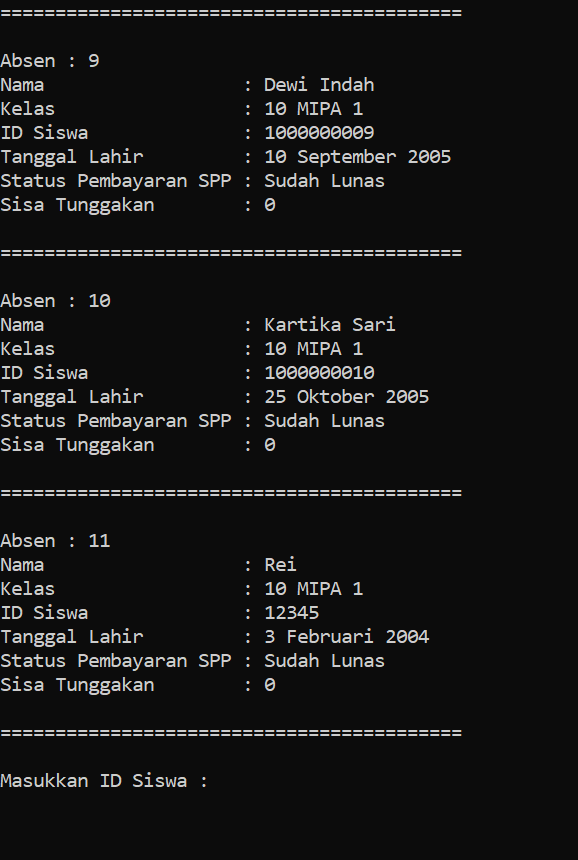 ==========================================
Absen : 9
Nama                  : Dewi Indah
Kelas                 : 10 MIPA 1
ID Siswa              : 1000000009
Tanggal Lahir         : 10 September 2005
Status Pembayaran SPP : Sudah Lunas
Sisa Tunggakan        : 0
==========================================
Absen : 10
Nama                  : Kartika Sari
Kelas                 : 10 MIPA 1
ID Siswa              : 1000000010
Tanggal Lahir         : 25 Oktober 2005
Status Pembayaran SPP : Sudah Lunas
Sisa Tunggakan        : 0
==========================================
Absen : 11
Nama                  : Rei
Kelas                 : 10 MIPA 1
ID Siswa              : 12345
Tanggal Lahir         : 3 Februari 2004
Status Pembayaran SPP : Sudah Lunas
Sisa Tunggakan        : 0
==========================================
Masukkan ID Siswa :